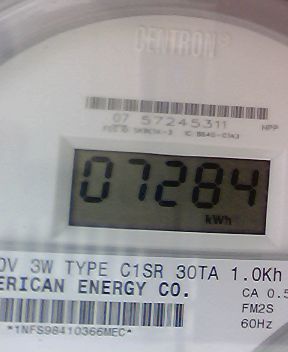 CENTRON®
07 57245311
07284
kWh
0V 3W TYPE C1SR 30TA 1.0Kh
ERICAN ENERGY CO.
CA 0.5
FM2S
60Hz
*1NFS98410366MEC*